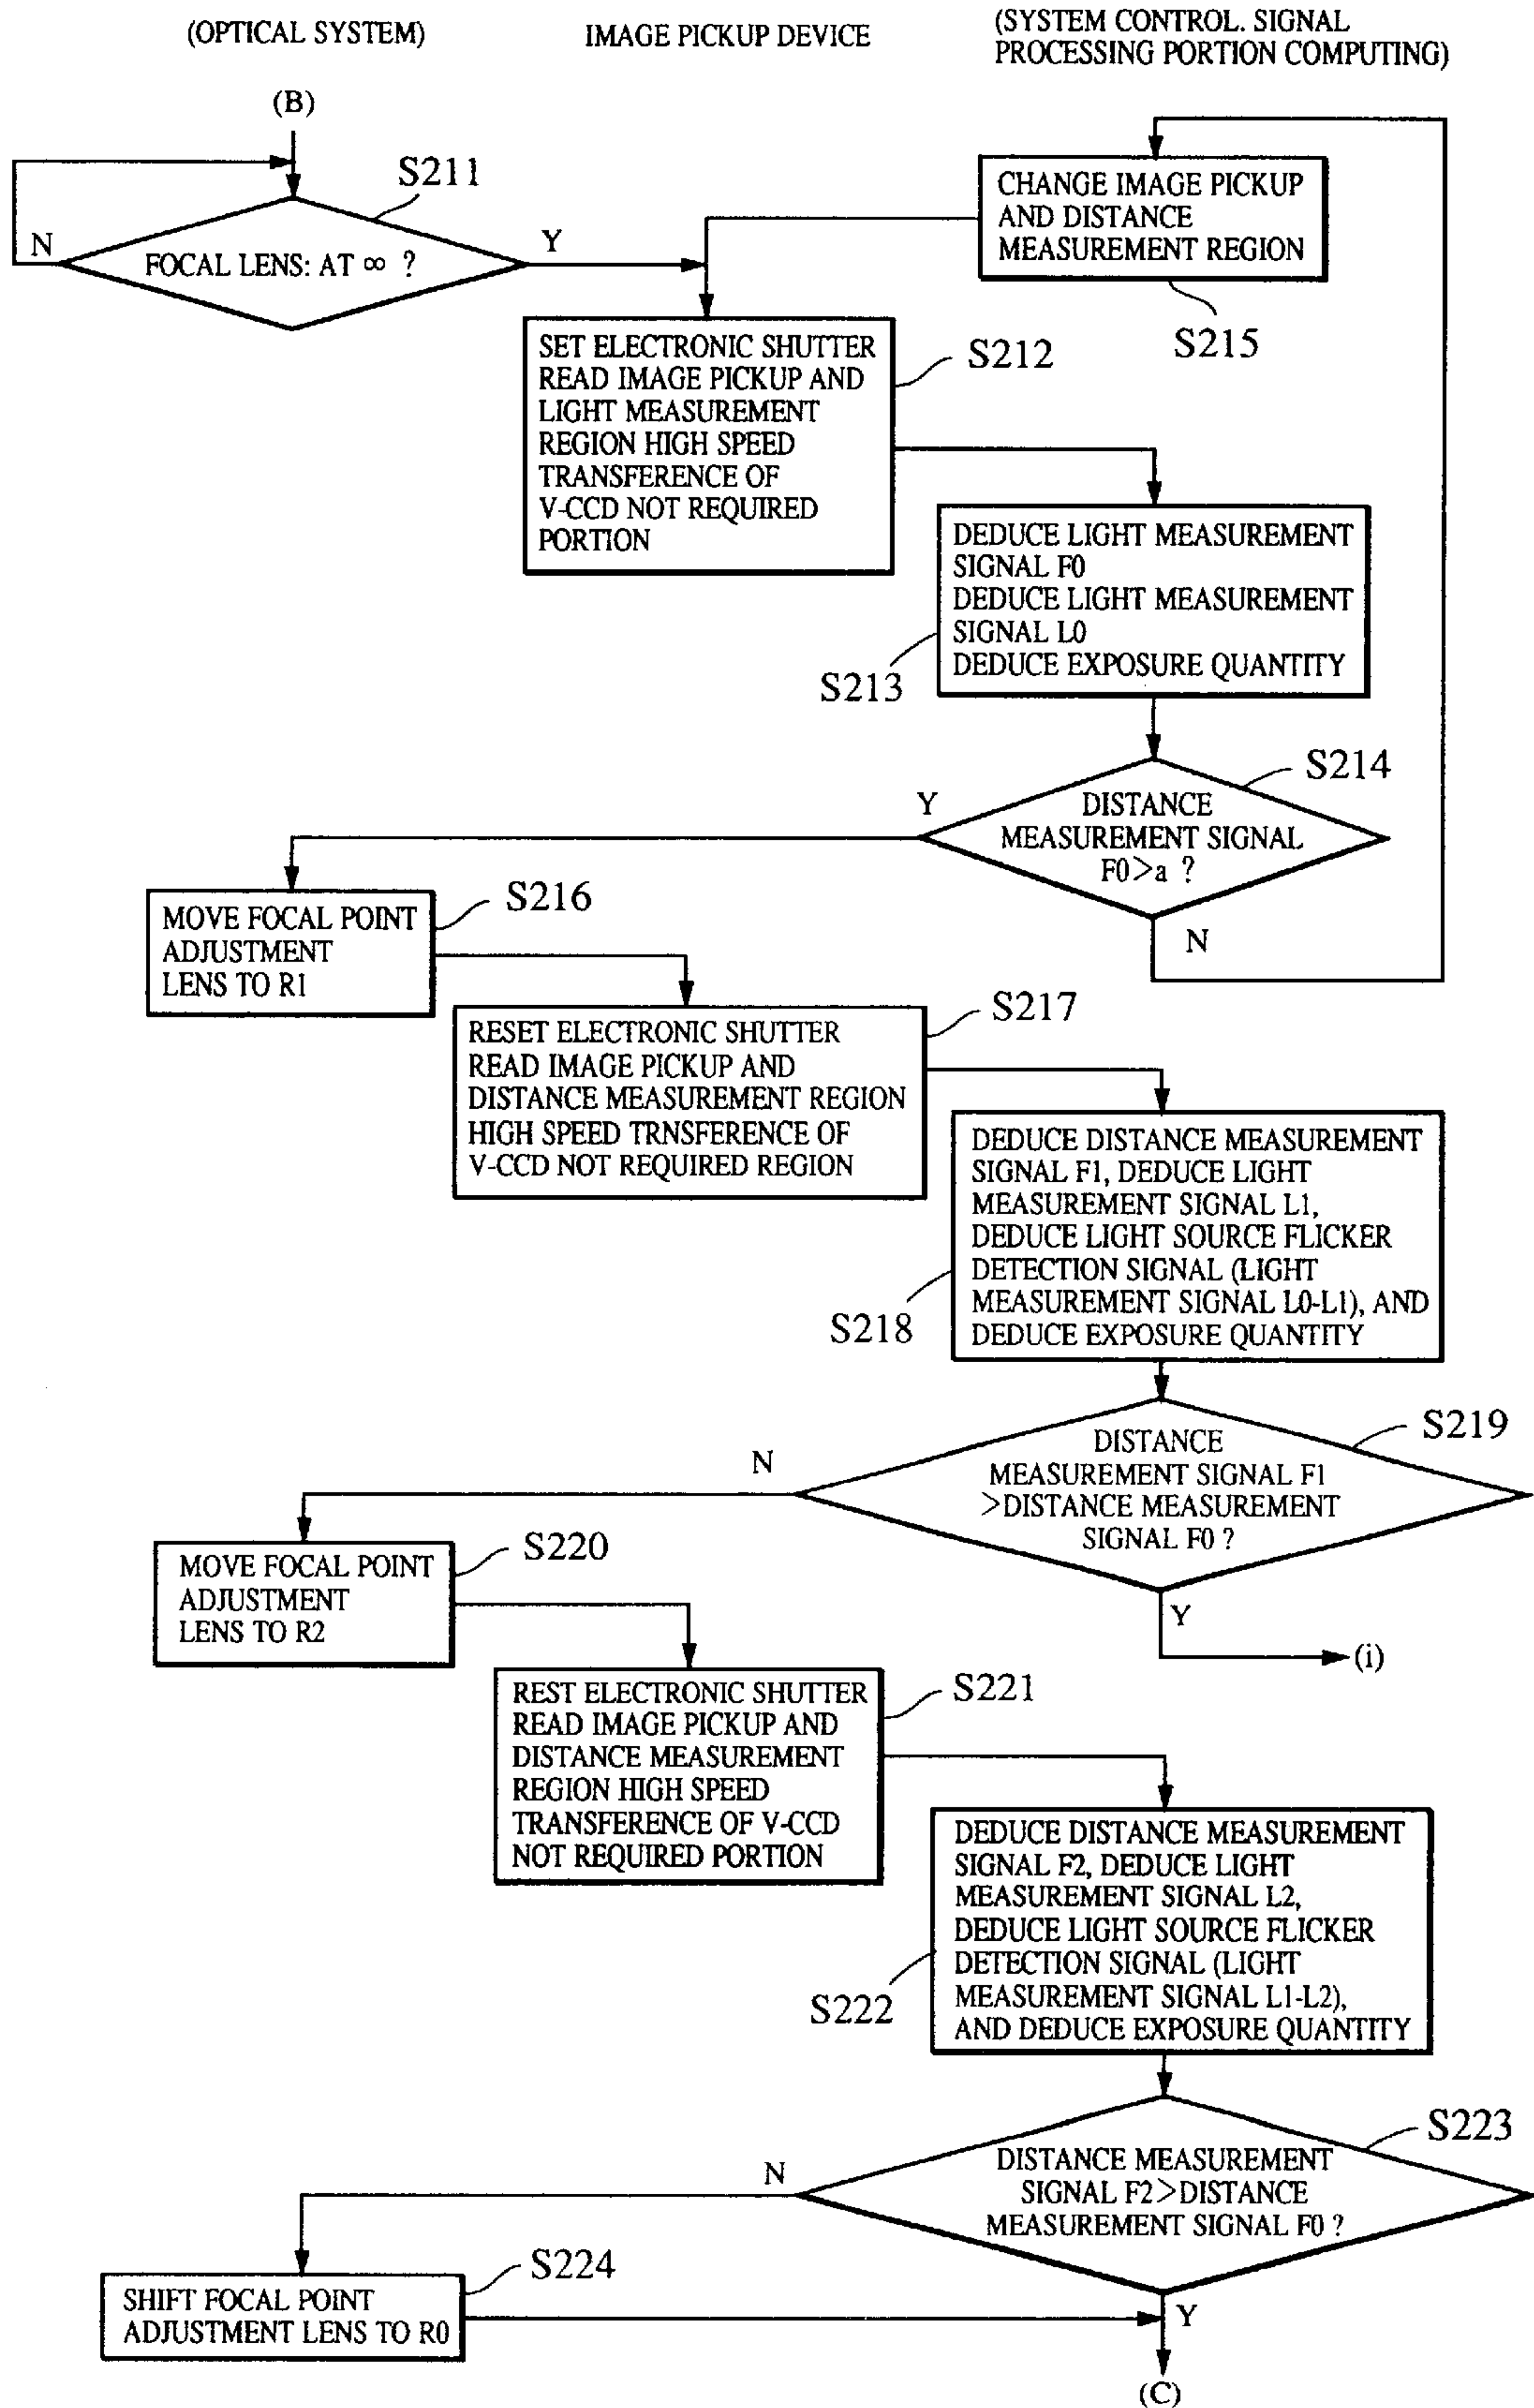 (OPTICAL SYSTEM)
IMAGE PICKUP DEVICE
(SYSTEM CONTROL. SIGNAL
PROCESSING PORTION COMPUTING)
(B)
S211
N
FOCAL LENS: AT ∞ ?
Y
CHANGE IMAGE PICKUP
AND DISTANCE
MEASUREMENT REGION
S215
SET ELECTRONIC SHUTTER
READ IMAGE PICKUP AND
LIGHT MEASUREMENT
REGION HIGH SPEED
TRANSFERENCE OF
V-CCD NOT REQUIRED
PORTION
S212
DEDUCE LIGHT MEASUREMENT
SIGNAL F0
DEDUCE LIGHT MEASUREMENT
SIGNAL L0
DEDUCE EXPOSURE QUANTITY
S213
S214
Y
DISTANCE
MEASUREMENT SIGNAL
F0>a ?
N
MOVE FOCAL POINT
ADJUSTMENT
LENS TO R1
S216
RESET ELECTRONIC SHUTTER
READ IMAGE PICKUP AND
DISTANCE MEASUREMENT REGION
HIGH SPEED TRNSFERENCE OF
V-CCD NOT REQUIRED REGION
S217
DEDUCE DISTANCE MEASUREMENT
SIGNAL F1, DEDUCE LIGHT
MEASUREMENT SIGNAL L1,
DEDUCE LIGHT SOURCE FLICKER
DETECTION SIGNAL (LIGHT
MEASUREMENT SIGNAL L0-L1), AND
DEDUCE EXPOSURE QUANTITY
S218
S219
N
DISTANCE
MEASUREMENT SIGNAL F1
>DISTANCE MEASUREMENT
SIGNAL F0 ?
Y
(i)
MOVE FOCAL POINT
ADJUSTMENT
LENS TO R2
S220
REST ELECTRONIC SHUTTER
READ IMAGE PICKUP AND
DISTANCE MEASUREMENT
REGION HIGH SPEED
TRANSFERENCE OF V-CCD
NOT REQUIRED PORTION
S221
DEDUCE DISTANCE MEASUREMENT
SIGNAL F2, DEDUCE LIGHT
MEASUREMENT SIGNAL L2,
DEDUCE LIGHT SOURCE FLICKER
DETECTION SIGNAL (LIGHT
MEASUREMENT SIGNAL L1-L2),
AND DEDUCE EXPOSURE QUANTITY
S222
S223
N
DISTANCE MEASUREMENT
SIGNAL F2>DISTANCE
MEASUREMENT SIGNAL F0 ?
Y
SHIFT FOCAL POINT
ADJUSTMENT LENS TO R0
S224
(C)